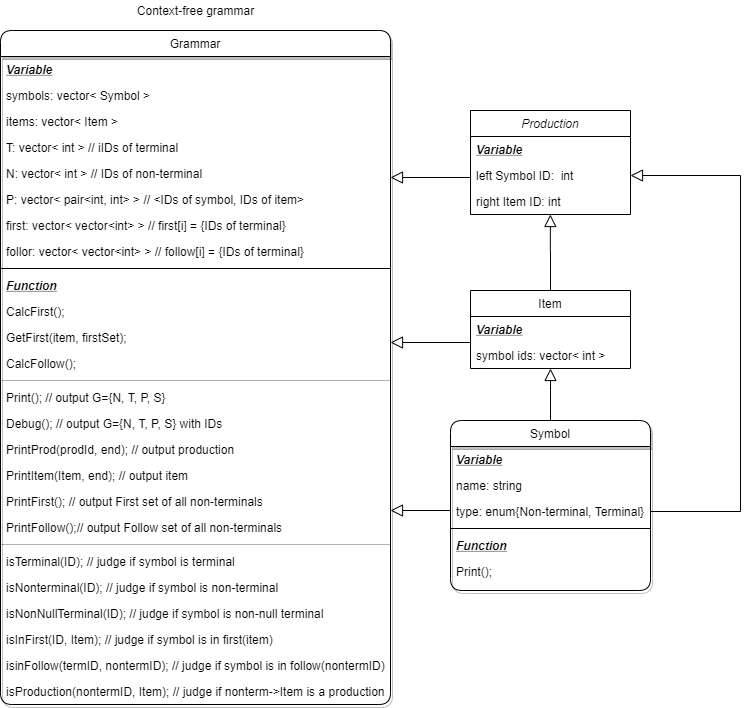 Context-free grammar
Grammar
Variable
symbols: vector< Symbol >
items: vector< Item >
T: vector< int > // iIDs of terminal
N: vector< int > // IDs of non-terminal
P: vector< pair<int, int> > // <IDs of symbol, IDs of item>
first: vector< vector<int> > // first[i] = {IDs of terminal}
follor: vector< vector<int> > // follow[i] = {IDs of terminal}
Function
CalcFirst();
GetFirst(item, firstSet);
CalcFollow();
Print(); // output G={N, T, P, S}
Debug(); // output G={N, T, P, S} with IDs
PrintProd(prodId, end); // output production
PrintItem(Item, end); // output item
PrintFirst(); // output First set of all non-terminals
PrintFollow();// output Follow set of all non-terminals
isTerminal(ID); // judge if symbol is terminal
isNonterminal(ID); // judge if symbol is non-terminal
isNonNullTerminal(ID); // judge if symbol is non-null terminal
isInFirst(ID, Item); // judge if symbol is in first(item)
isinFollow(termID, nontermID); // judge if symbol is in follow(nontermID)
isProduction(nontermID, Item); // judge if nonterm->Item is a production
Production
Variable
left Symbol ID:  int
right Item ID: int
Item
Variable
symbol ids: vector< int >
Symbol
Variable
name: string
type: enum{Non-terminal, Terminal}
Function
Print();